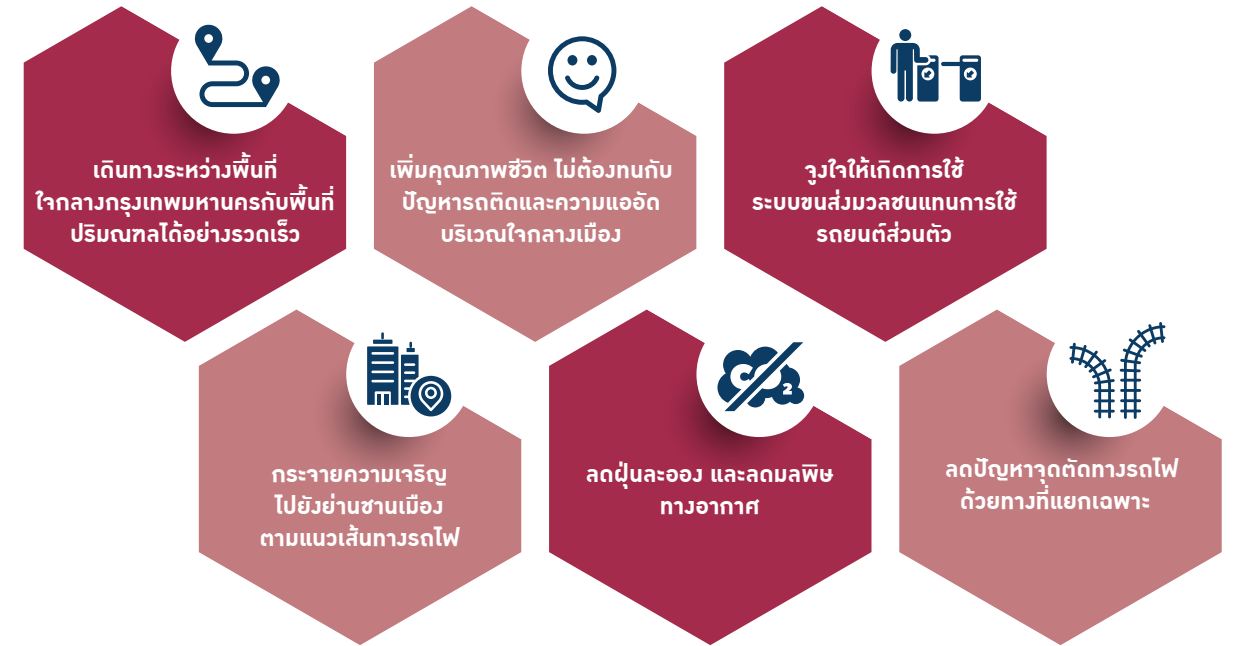 เดินทางระหว่างพื้นที่
ใจกลางกรุงเทพมหานครกับพื้นที่
ปริมณฑลได้อย่างรวดเร็ว
เพิ่มคุณภาพชีวิต ไม่ต้องทนกับ
ปัญหารถติดและความแออัด
บริเวณใจกลางเมือง
จูงใจให้เกิดการใช้
ระบบขนส่งมวลชนแทนการใช้
รถยนต์ส่วนตัว
กระจายความเจริญ
ไปยังย่านชานเมือง
ตามแนวเส้นทางรถไฟ
CO2
ลดฝุ่นละออง และลดมลพิษ
ทางอากาศ
ลดปัญหาจุดตัดทางรถไฟ
ด้วยทางที่แยกเฉพาะ